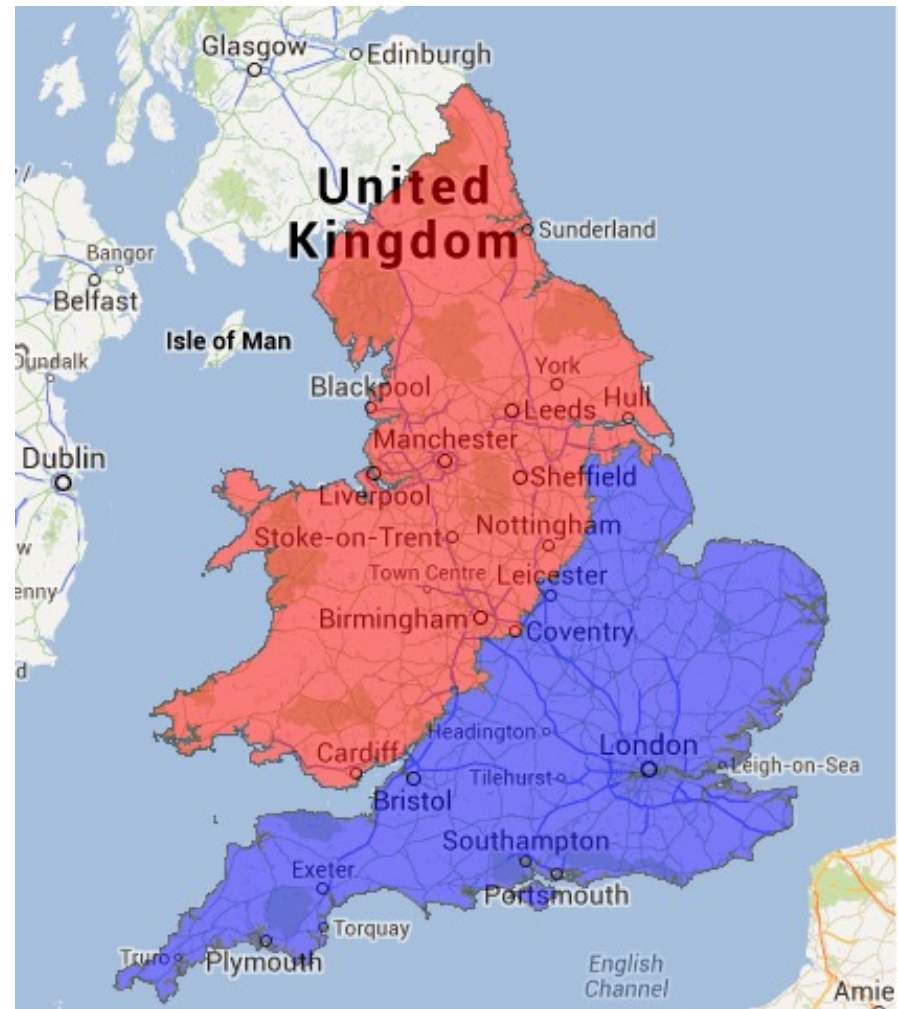 Glasgow
Edinburgh
United
Kingdom
Sunderland
Bangor
Belfast
Isle of Man
Dundalk
York
Blackpool
Leeds
Hull
Manchester
Dublin
Sheffield
Liverpool
Nottingham
Stoke-on-Trent
w
Town Centre
Leicester
enny
Birmingham
Coventry
d
Headington
London
Cardiff
Leigh-on-Sea
Tilehurst
Bristol
Southampton
Exeter
Portsmouth
Torquay
Truro
Plymouth
English
Channel
Amie